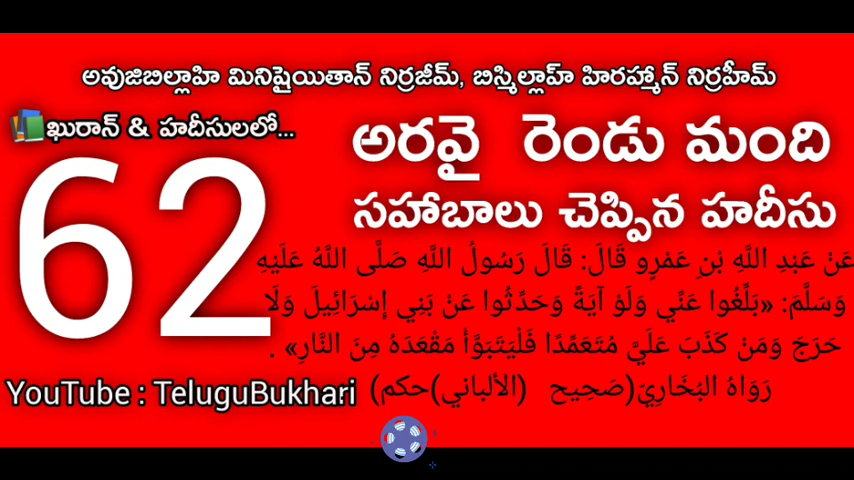 అవుజిబిల్లాహి మినిషైయితాన్ నిర్రజీమ్, బిస్మిల్లాహ్ హిరహ్మాన్ నిర్రహీమ్
ఖురాన్ & హదీసులలో...
62
అరవై రెండు మంది
సహాబాలు చెప్పిన హదీసు
عَنْ عَبْدِ اللَّهِ بْنِ عَمْرٍو قَالَ: قَالَ رَسُولُ اللَّهِ صَلَّى اللَّهُ عَلَيْهِ
وَسَلَّمَ: «بَلِّغُوا عَنِّي وَلَوْ آيَةً وَحَدِّثُوا عَنْ بَنِي إِسْرَائِيلَ وَلَا
حَرَجَ وَمَنْ كَذَبَ عَلَيَّ مُتَعَمِّدًا فَلْيَتَبَوَّأْ مَقْعَدَهُ مِنَ النَّارِ» .
رَوَاهُ البُخَارِيّ(صَحِيح (الألباني)حكم)
YouTube : TeluguBukhari